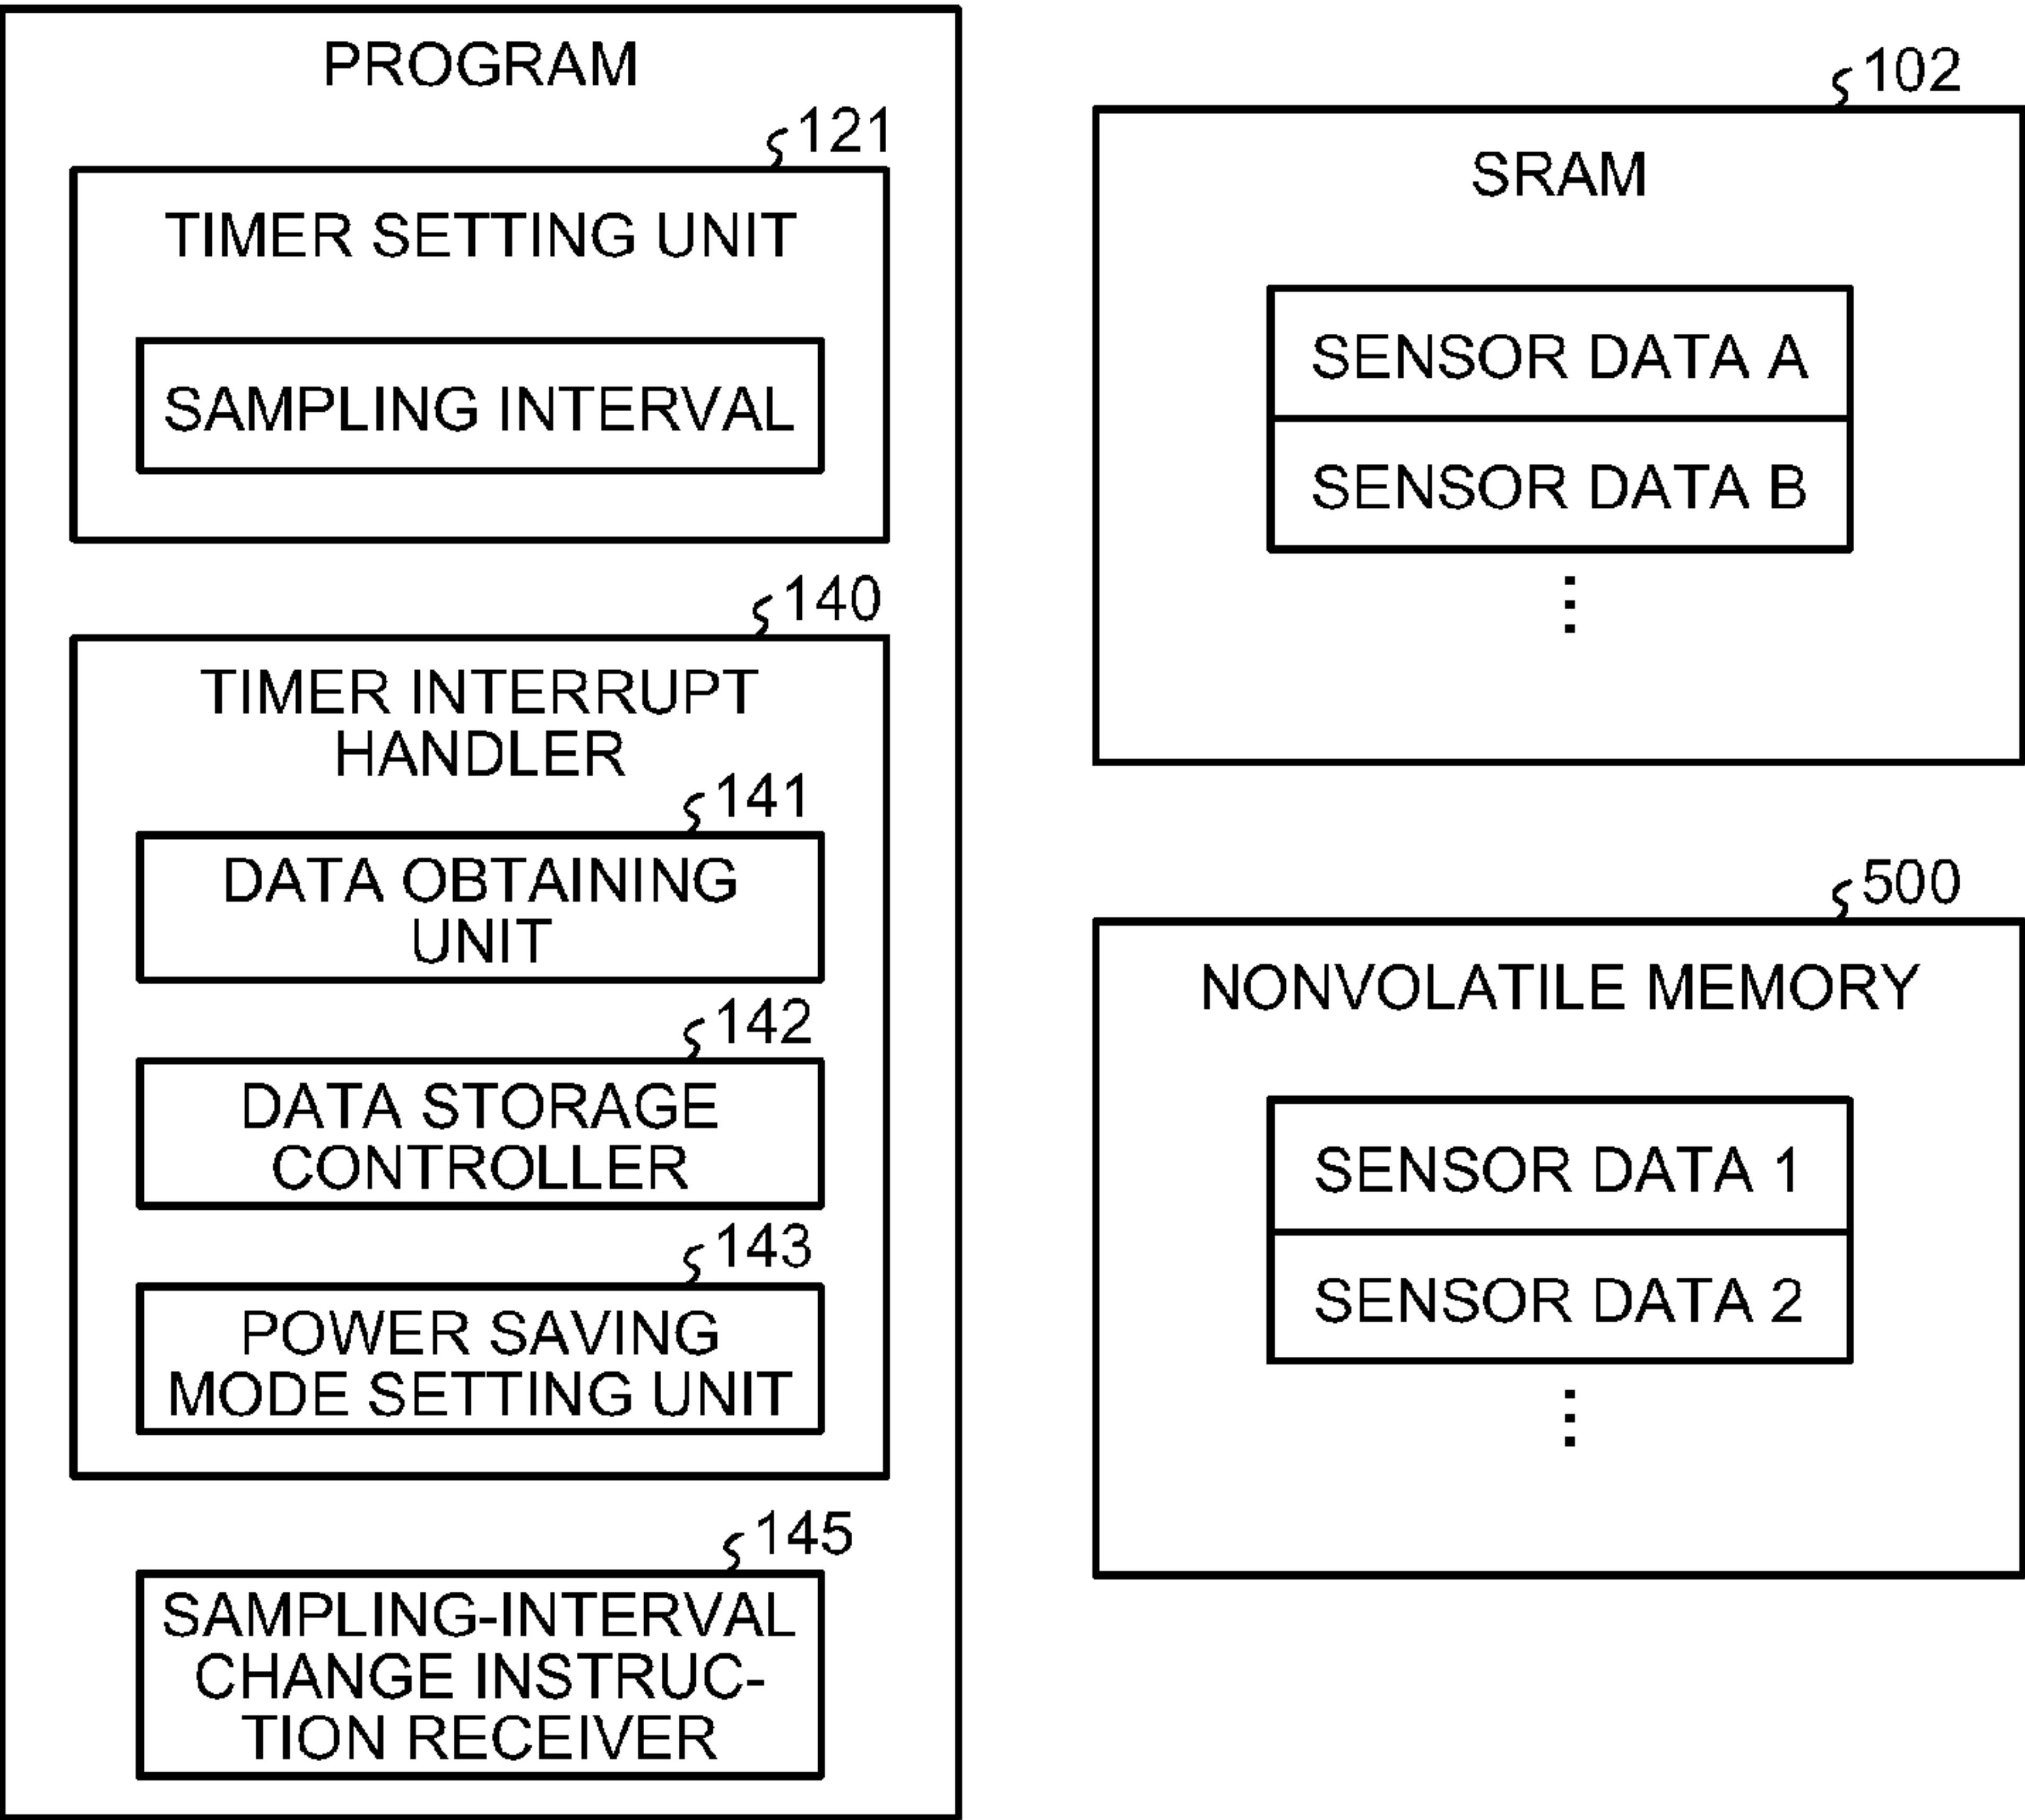 PROGRAM
121
TIMER SETTING UNIT
SAMPLING INTERVAL
140
TIMER INTERRUPT
HANDLER
141
DATA OBTAINING
UNIT
142
DATA STORAGE
CONTROLLER
143
POWER SAVING
MODE SETTING UNIT
145
SAMPLING-INTERVAL
CHANGE INSTRUC-
TION RECEIVER
102
SRAM
SENSOR DATA A
SENSOR DATA B
⋮
500
NONVOLATILE MEMORY
SENSOR DATA 1
SENSOR DATA 2
⋮